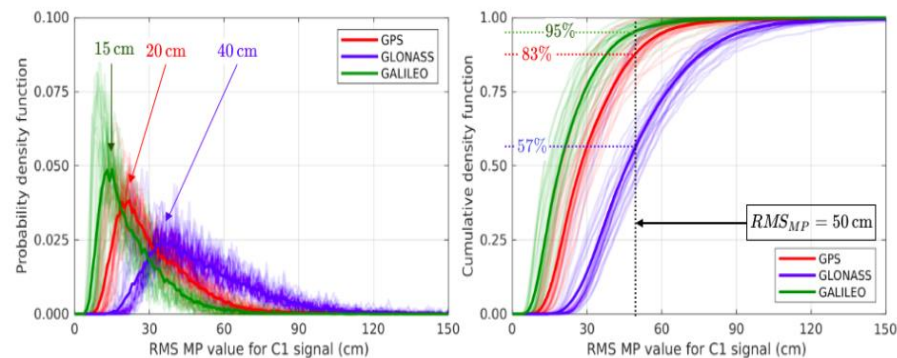 0.100
0.075
0.050
0.025
0.000
0
30
60
90
120
150
Probability density function
RMS MP value for C1 signal (cm)
15 cm
20 cm
40 cm
GPS
GLONASS
GALILEO
1.00
0.75
0.50
0.25
0.00
0
30
60
90
120
150
Cumulative density function
RMS MP value for C1 signal (cm)
95%
83%
57%
RMS_MP = 50 cm
GPS
GLONASS
GALILEO